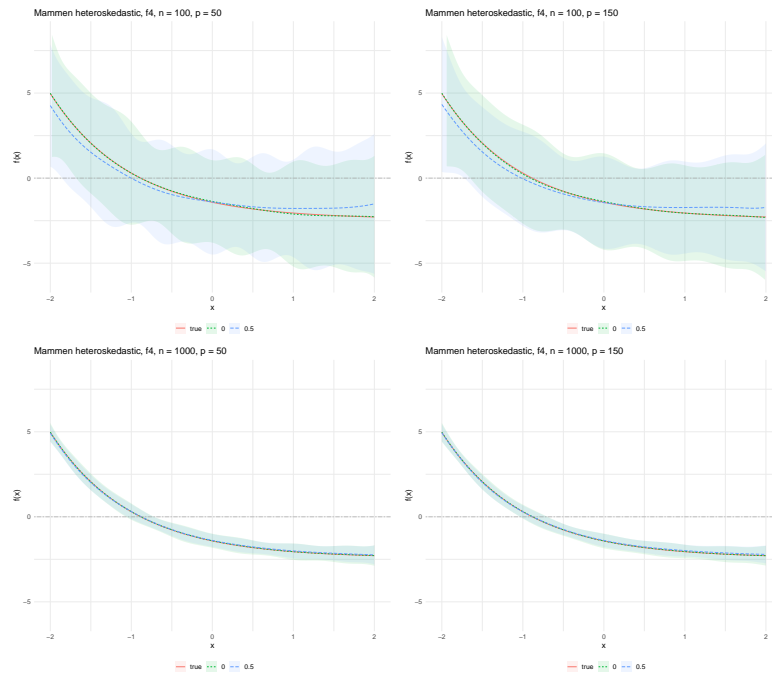 Mammen heteroskedastic, f4, n = 100, p = 50
5
0
−5
f(x)
−2
−1
0
1
2
x
true
0
0.5
Mammen heteroskedastic, f4, n = 100, p = 150
5
0
−5
f(x)
−2
−1
0
1
2
x
true
0
0.5
Mammen heteroskedastic, f4, n = 1000, p = 50
5
0
−5
f(x)
−2
−1
0
1
2
x
true
0
0.5
Mammen heteroskedastic, f4, n = 1000, p = 150
5
0
−5
f(x)
−2
−1
0
1
2
x
true
0
0.5